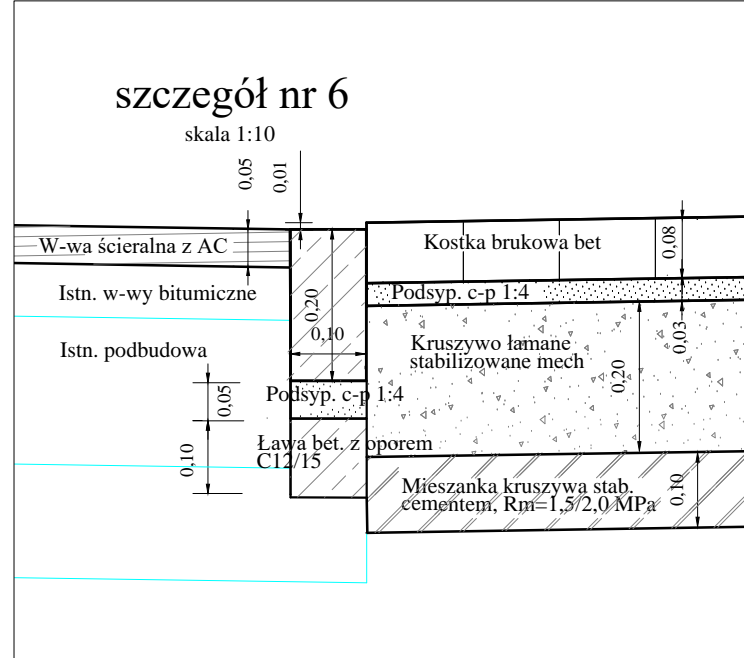 szczegół nr 6
skala 1:10
0,05
0,01
W-wa ścieralna z AC
Istn. w-wy bitumiczne
Istn. podbudowa
0,20
0,10
0,05
Podsyp. c-p 1:4
0,10
Ława bet. z oporem
C12/15
Kostka brukowa bet
0,08
Podsyp. c-p 1:4
0,03
Kruszywo łamane
stabilizowane mech
0,20
Mieszanka kruszywa stab.
cementem, Rm=1,5/2,0 MPa
0,10